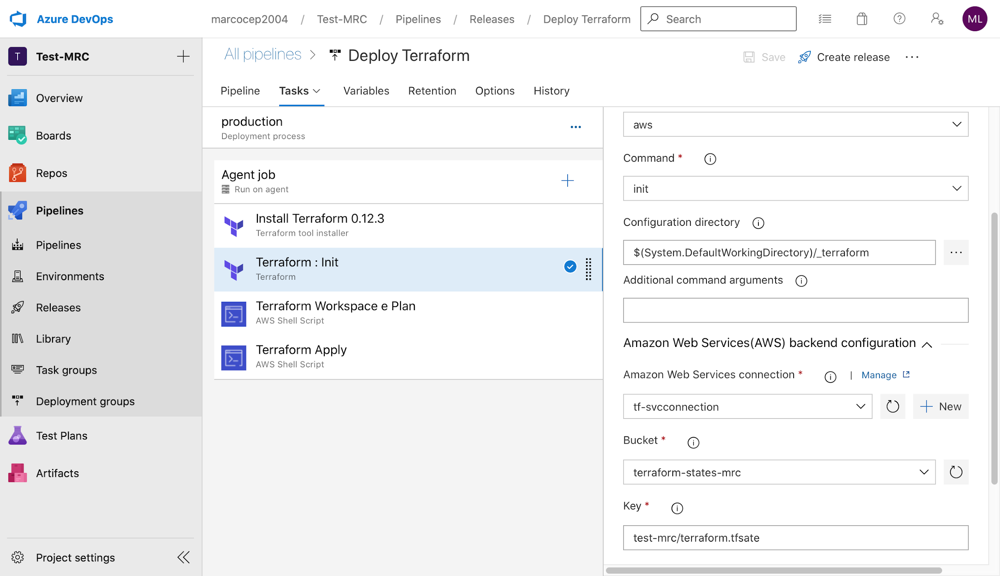 Azure DevOps
marcocep2004 / Test-MRC / Pipelines / Releases / Deploy Terraform
Search
ML
T
Test-MRC
Overview
Boards
Repos
Pipelines
Pipelines
Environments
Releases
Library
Task groups
Deployment groups
Test Plans
Artifacts
Project settings
All pipelines > Deploy Terraform
Save
Create release
Pipeline
Tasks
Variables
Retention
Options
History
production
Deployment process
Agent job
Run on agent
Install Terraform 0.12.3
Terraform tool installer
Terraform : Init
Terraform
Terraform Workspace e Plan
AWS Shell Script
Terraform Apply
AWS Shell Script
aws
Command *
init
Configuration directory
$(System.DefaultWorkingDirectory)/_terraform
Additional command arguments
Amazon Web Services(AWS) backend configuration
Amazon Web Services connection * | Manage
tf-svcconnection
New
Bucket *
terraform-states-mrc
Key *
test-mrc/terraform.tfsate